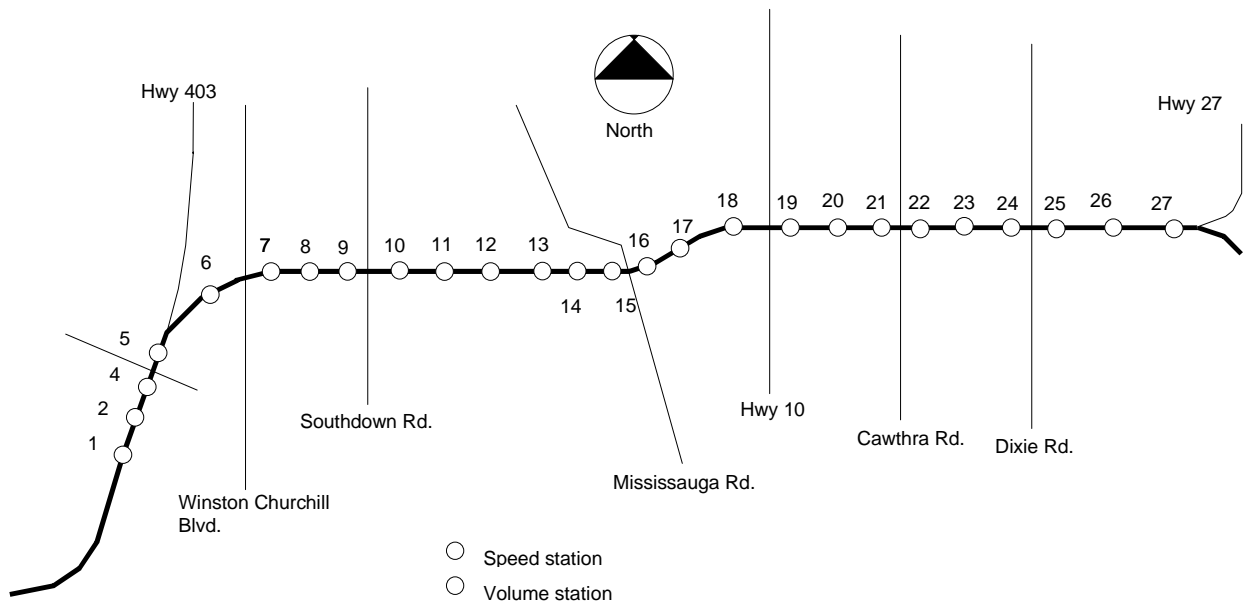 Hwy 403
North
Hwy 27
1
2
4
5
6
7
8
9
10
11
12
13
14
15
16
17
18
19
20
21
22
23
24
25
26
27
Winston Churchill
Blvd.
Southdown Rd.
Mississauga Rd.
Hwy 10
Cawthra Rd.
Dixie Rd.
Speed station
Volume station